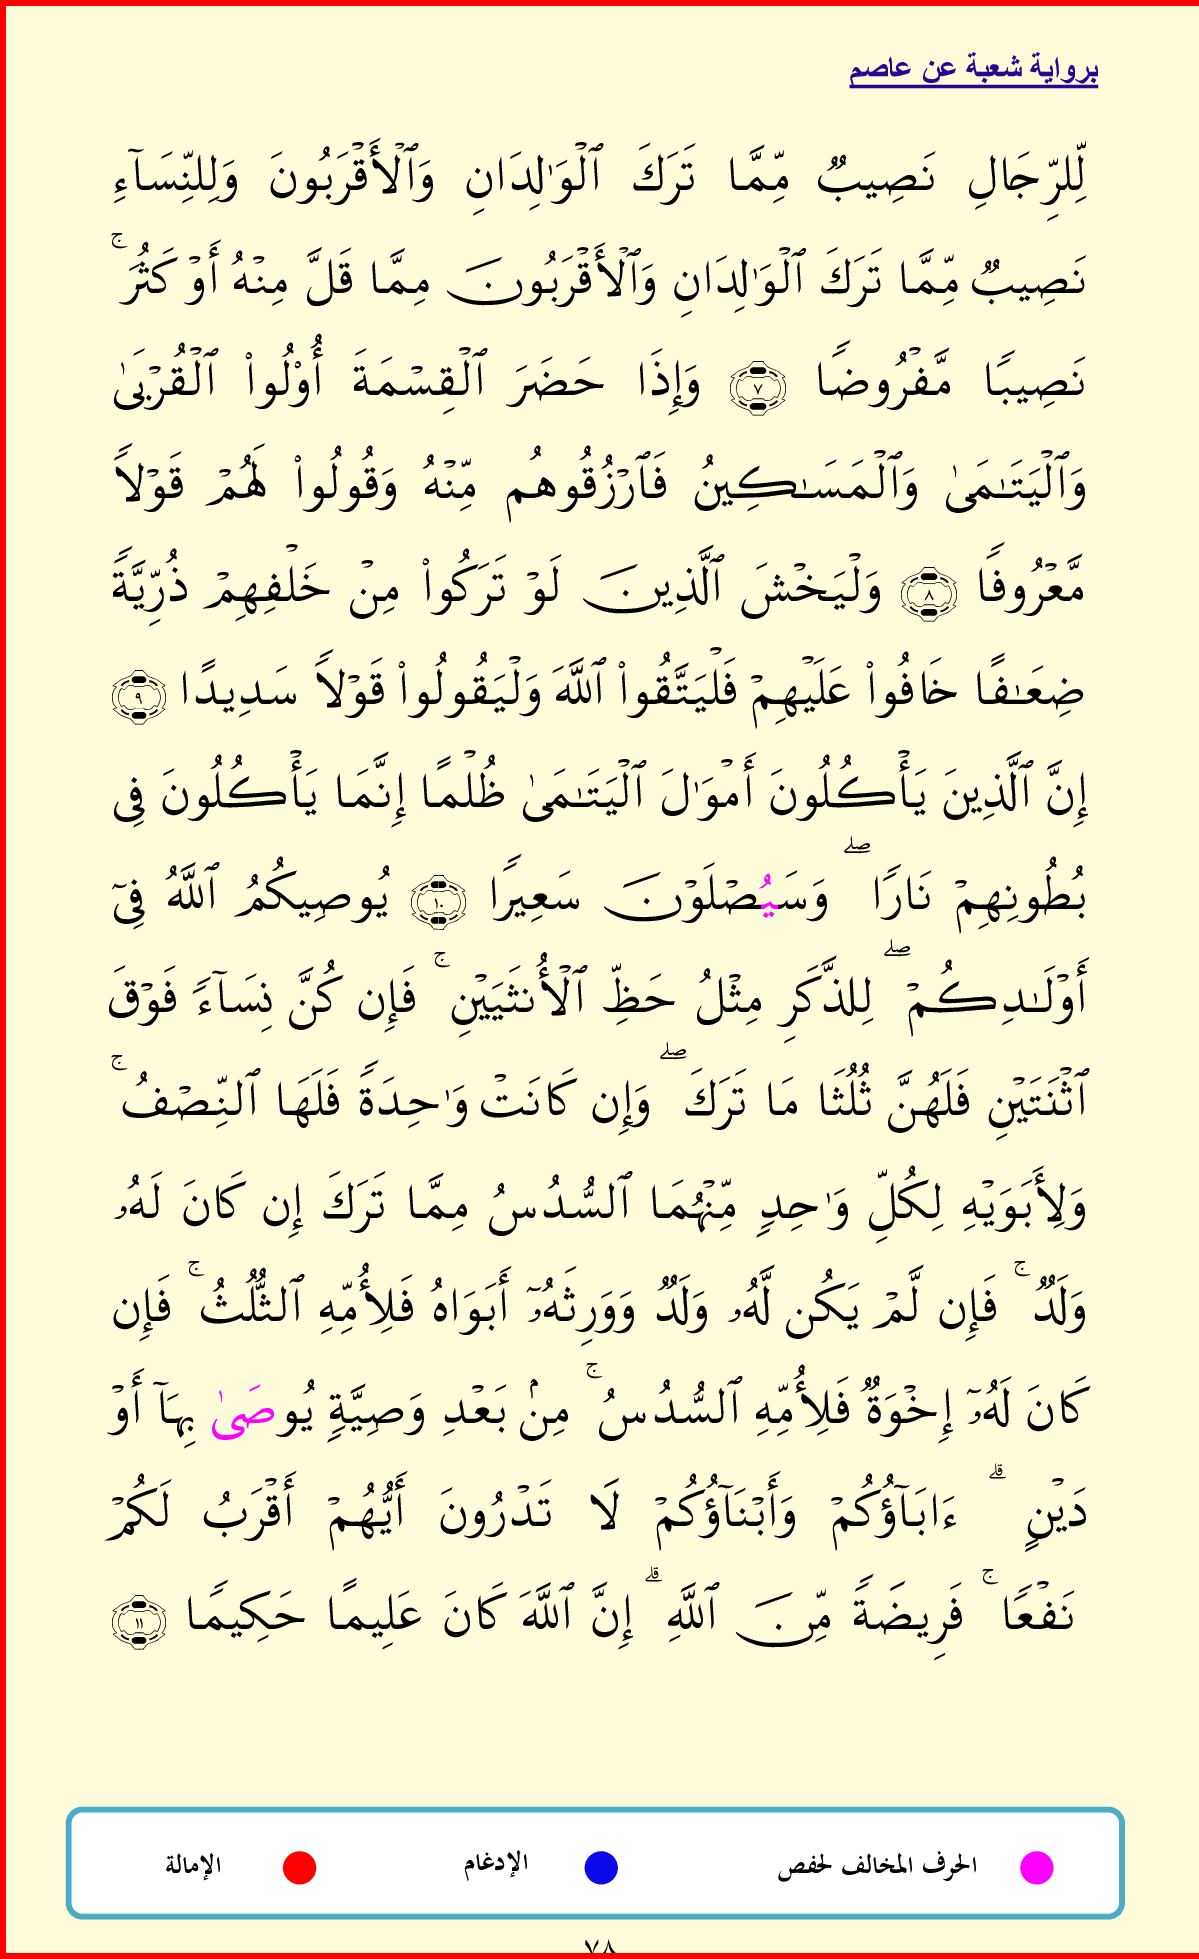 برواية شعبة عن عاصم
لِّلرِّجَالِ نَصِيبٌ مِّمَّا تَرَكَ ٱلْوَٰلِدَانِ وَٱلْأَقْرَبُونَ وَلِلنِّسَآءِ
نَصِيبٌ مِّمَّا تَرَكَ ٱلْوَٰلِدَانِ وَٱلْأَقْرَبُونَ مِمَّا قَلَّ مِنْهُ أَوْ كَثُرَ ۚ
نَصِيبًا مَّفْرُوضًا ٧ وَإِذَا حَضَرَ ٱلْقِسْمَةَ أُو۟لُوا۟ ٱلْقُرْبَىٰ
وَٱلْيَتَـٰمَىٰ وَٱلْمَسَـٰكِينُ فَٱرْزُقُوهُم مِّنْهُ وَقُولُوا۟ لَهُمْ قَوْلًا
مَّعْرُوفًا ٨ وَلْيَخْشَ ٱلَّذِينَ لَوْ تَرَكُوا۟ مِنْ خَلْفِهِمْ ذُرِّيَّةً
ضِعَـٰفًا خَافُوا۟ عَلَيْهِمْ فَلْيَتَّقُوا۟ ٱللَّهَ وَلْيَقُولُوا۟ قَوْلًا سَدِيدًا ٩
إِنَّ ٱلَّذِينَ يَأْكُلُونَ أَمْوَٰلَ ٱلْيَتَـٰمَىٰ ظُلْمًا إِنَّمَا يَأْكُلُونَ فِى
بُطُونِهِمْ نَارًا ۖ وَسَيُصْلَوْنَ سَعِيرًا ١٠ يُوصِيكُمُ ٱللَّهُ فِىٓ
أَوْلَـٰدِكُمْ ۖ لِلذَّكَرِ مِثْلُ حَظِّ ٱلْأُنثَيَيْنِ ۚ فَإِن كُنَّ نِسَآءً فَوْقَ
ٱثْنَتَيْنِ فَلَهُنَّ ثُلُثَا مَا تَرَكَ ۖ وَإِن كَانَتْ وَٰحِدَةً فَلَهَا ٱلنِّصْفُ ۚ
وَلِأَبَوَيْهِ لِكُلِّ وَٰحِدٍ مِّنْهُمَا ٱلسُّدُسُ مِمَّا تَرَكَ إِن كَانَ لَهُۥ
وَلَدٌ ۚ فَإِن لَّمْ يَكُن لَّهُۥ وَلَدٌ وَوَرِثَهُۥٓ أَبَوَاهُ فَلِأُمِّهِ ٱلثُّلُثُ ۚ فَإِن
كَانَ لَهُۥٓ إِخْوَةٌ فَلِأُمِّهِ ٱلسُّدُسُ ۚ مِنۢ بَعْدِ وَصِيَّةٍ يُوصَىٰ بِهَآ أَوْ
دَيْنٍ ۗ ءَابَآؤُكُمْ وَأَبْنَآؤُكُمْ لَا تَدْرُونَ أَيُّهُمْ أَقْرَبُ لَكُمْ
نَفْعًا ۚ فَرِيضَةً مِّنَ ٱللَّهِ ۗ إِنَّ ٱللَّهَ كَانَ عَلِيمًا حَكِيمًا ١١
الحرف المخالف لحفص الإدغام الإمالة
٧٨